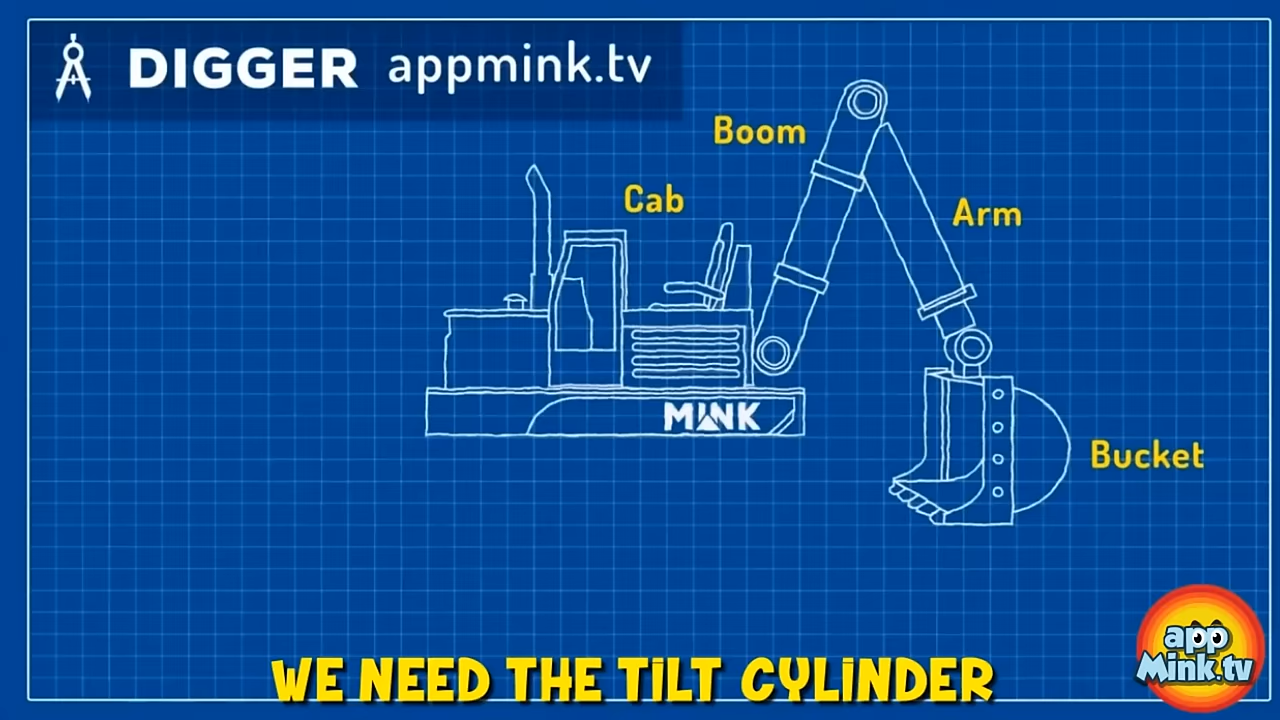 DIGGER appmink.tv
Boom
Cab
Arm
MINK
Bucket
app
Mink.tv
WE NEED THE TILT CYLINDER